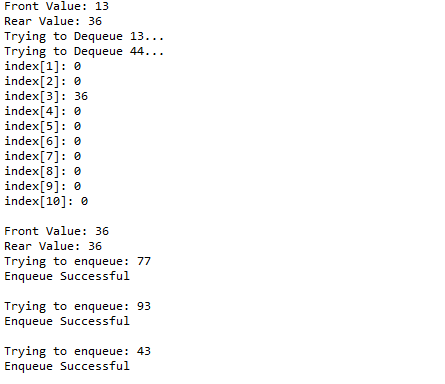 Front Value: 13
Rear Value: 36
Trying to Dequeue 13...
Trying to Dequeue 44...
index[1]: 0
index[2]: 0
index[3]: 36
index[4]: 0
index[5]: 0
index[6]: 0
index[7]: 0
index[8]: 0
index[9]: 0
index[10]: 0
Front Value: 36
Rear Value: 36
Trying to enqueue: 77
Enqueue Successful
Trying to enqueue: 93
Enqueue Successful
Trying to enqueue: 43
Enqueue Successful